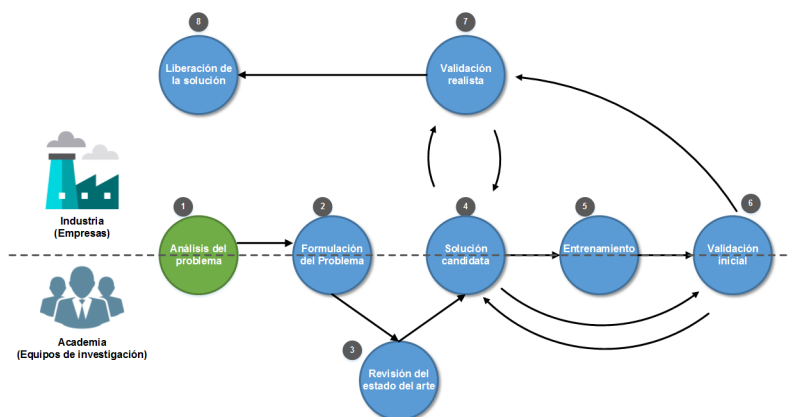 8
7
Liberación de
la solución
Validación
realista
Industria
(Empresas)
1
2
4
5
6
Análisis del
problema
Formulación
del Problema
Solución
candidata
Entrenamiento
Validación
inicial
Academia
(Equipos de investigación)
3
Revisión del
estado del arte